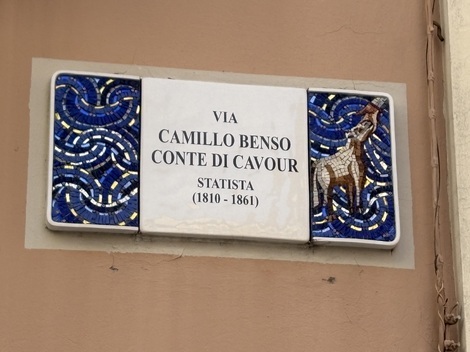 VIA
CAMILLO BENSO
CONTE DI CAVOUR
STATISTA
(1810 - 1861)